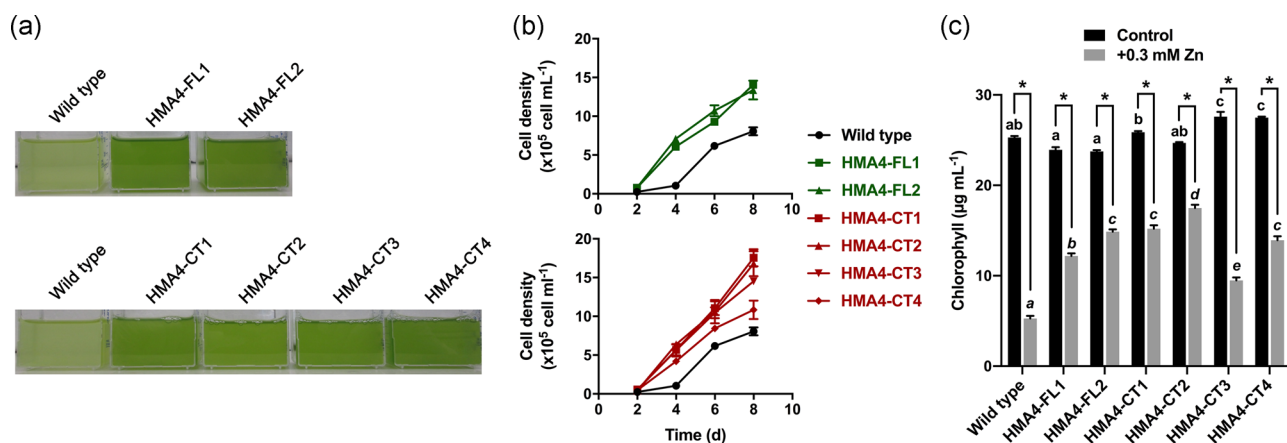 (a)
Wild type
HMA4-FL1
HMA4-FL2
Wild type
HMA4-CT1
HMA4-CT2
HMA4-CT3
HMA4-CT4
(b)
Cell density
(x10⁵ cell mL⁻¹)
20
15
10
5
0
0 2 4 6 8 10
Cell density
(x10⁵ cell ml⁻¹)
20
15
10
5
0
0 2 4 6 8 10
Time (d)
Wild type
HMA4-FL1
HMA4-FL2
HMA4-CT1
HMA4-CT2
HMA4-CT3
HMA4-CT4
(c)
Control
+0.3 mM Zn
Chlorophyll (µg mL⁻¹)
30
20
10
0
* * * * * * *
ab a a b ab c c
a b c c d e c
Wild type
HMA4-FL1
HMA4-FL2
HMA4-CT1
HMA4-CT2
HMA4-CT3
HMA4-CT4